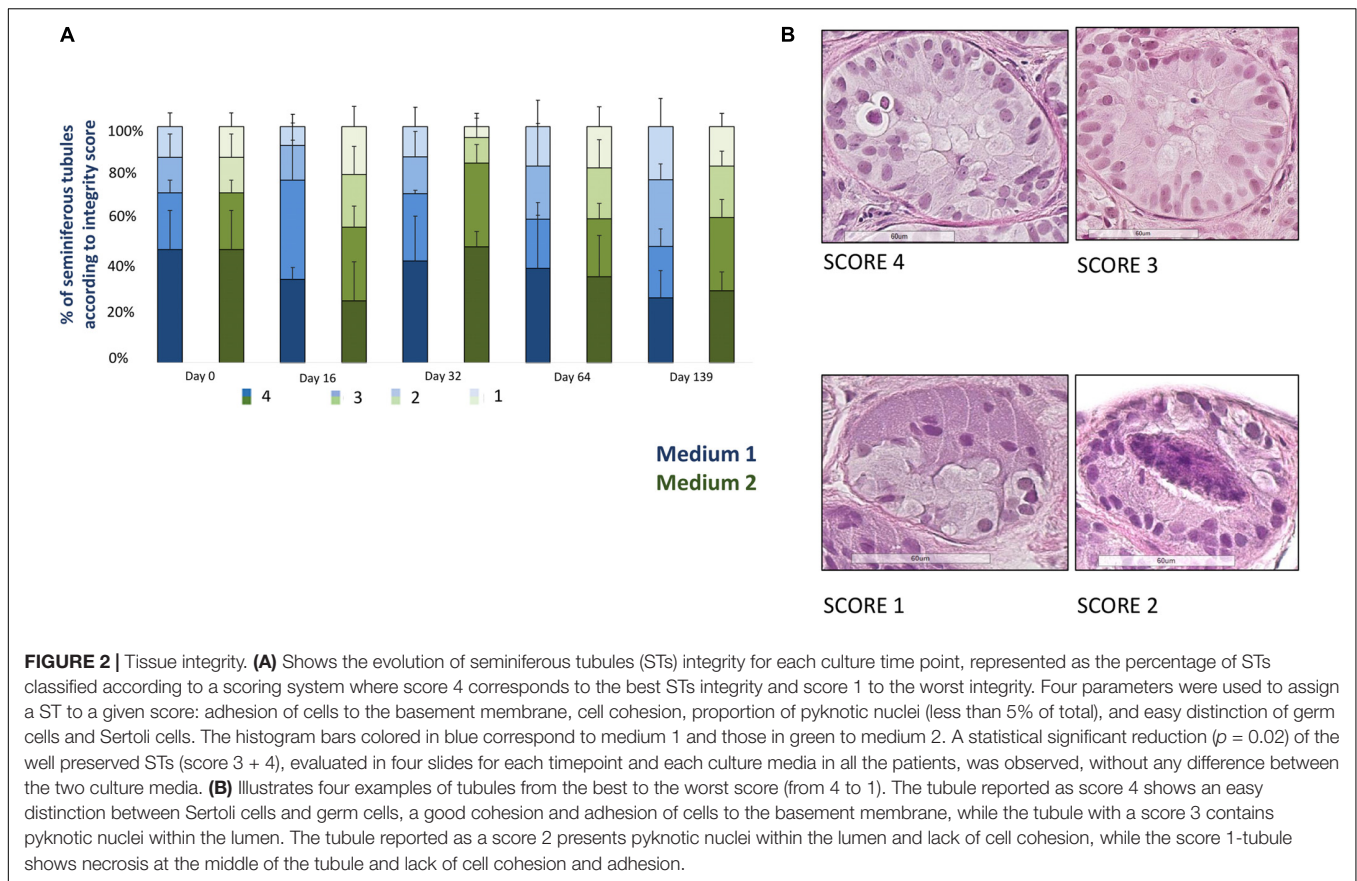 A
B
% of seminiferous tubules
according to integrity score
100%
80%
60%
40%
20%
0%
Day 0
Day 16
Day 32
Day 64
Day 139
4
3
2
1
Medium 1
Medium 2
60um
60um
SCORE 4
SCORE 3
60um
60um
SCORE 1
SCORE 2
FIGURE 2 | Tissue integrity. (A) Shows the evolution of seminiferous tubules (STs) integrity for each culture time point, represented as the percentage of STs
classified according to a scoring system where score 4 corresponds to the best STs integrity and score 1 to the worst integrity. Four parameters were used to assign
a ST to a given score: adhesion of cells to the basement membrane, cell cohesion, proportion of pyknotic nuclei (less than 5% of total), and easy distinction of germ
cells and Sertoli cells. The histogram bars colored in blue correspond to medium 1 and those in green to medium 2. A statistical significant reduction (p = 0.02) of the
well preserved STs (score 3 + 4), evaluated in four slides for each timepoint and each culture media in all the patients, was observed, without any difference between
the two culture media. (B) Illustrates four examples of tubules from the best to the worst score (from 4 to 1). The tubule reported as score 4 shows an easy
distinction between Sertoli cells and germ cells, a good cohesion and adhesion of cells to the basement membrane, while the tubule with a score 3 contains
pyknotic nuclei within the lumen. The tubule reported as a score 2 presents pyknotic nuclei within the lumen and lack of cell cohesion, while the score 1-tubule
shows necrosis at the middle of the tubule and lack of cell cohesion and adhesion.